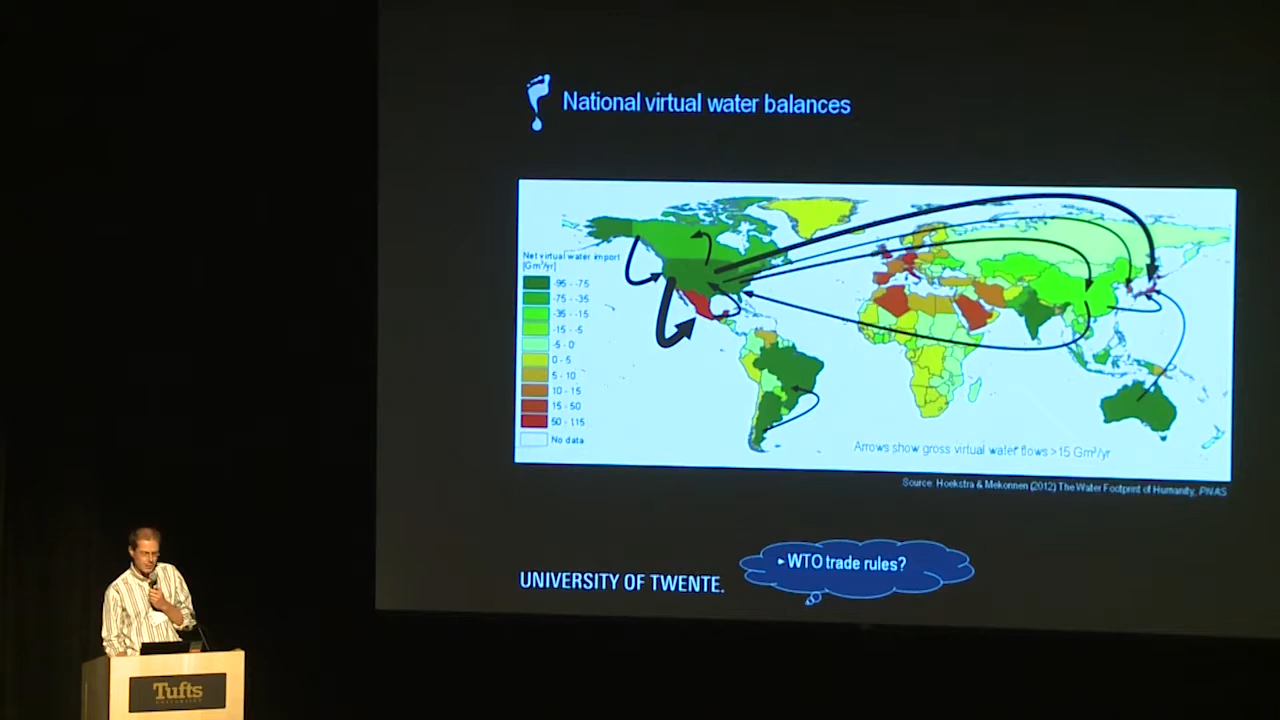 National virtual water balances
Net virtual water import
[Gm³/yr]
-95 - -75
-75 - -35
-35 - -15
-15 - -5
-5 - 0
0 - 5
5 - 10
10 - 15
15 - 50
50 - 115
No data
Arrows show gross virtual water flows >15 Gm³/yr
Source: Hoekstra & Mekonnen (2012) The Water Footprint of Humanity, PNAS
▸ WTO trade rules?
UNIVERSITY OF TWENTE.
Tufts
UNIVERSITY